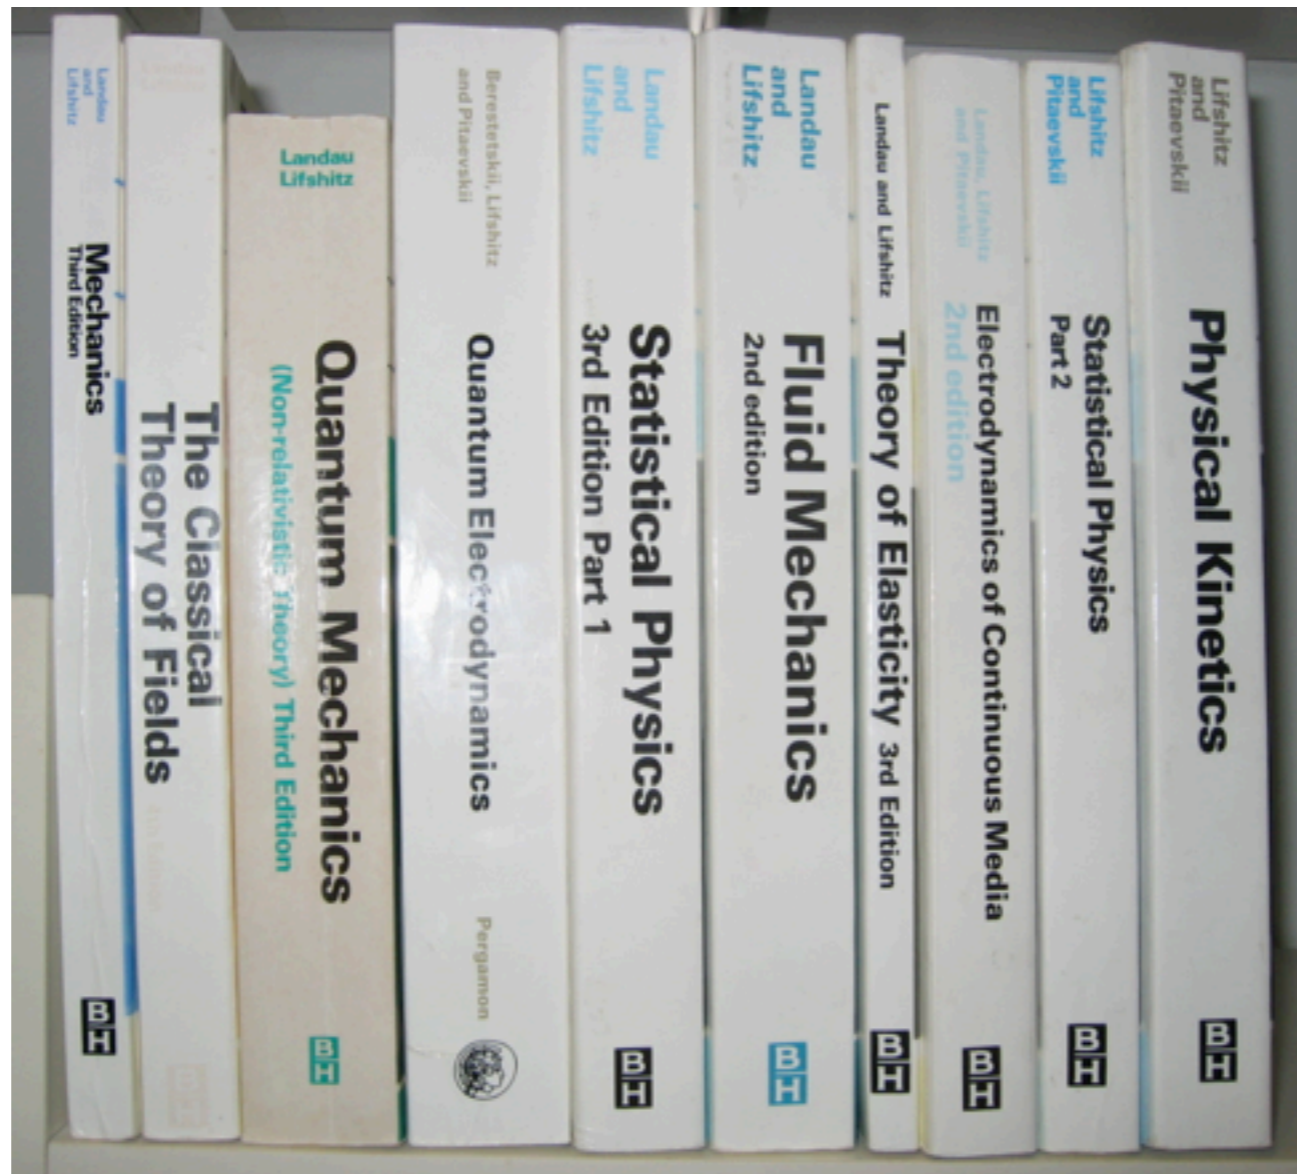 Landau
and
Lifshitz
Mechanics
Third Edition
BH
The Classical
Theory of Fields
Landau
Lifshitz
Quantum Mechanics
(Non-relativistic Theory) Third Edition
BH
Berestetskii, Lifshitz
and Pitaevskii
Quantum Electrodynamics
Pergamon
Landau
and
Lifshitz
Statistical Physics
3rd Edition Part 1
BH
Landau
and
Lifshitz
Fluid Mechanics
2nd edition
BH
Landau and Lifshitz
Theory of Elasticity 3rd Edition
BH
Landau, Lifshitz
and Pitaevskii
Electrodynamics of Continuous Media
2nd edition
BH
Lifshitz
and
Pitaevskii
Statistical Physics
Part 2
BH
Lifshitz
and
Pitaevskii
Physical Kinetics
BH